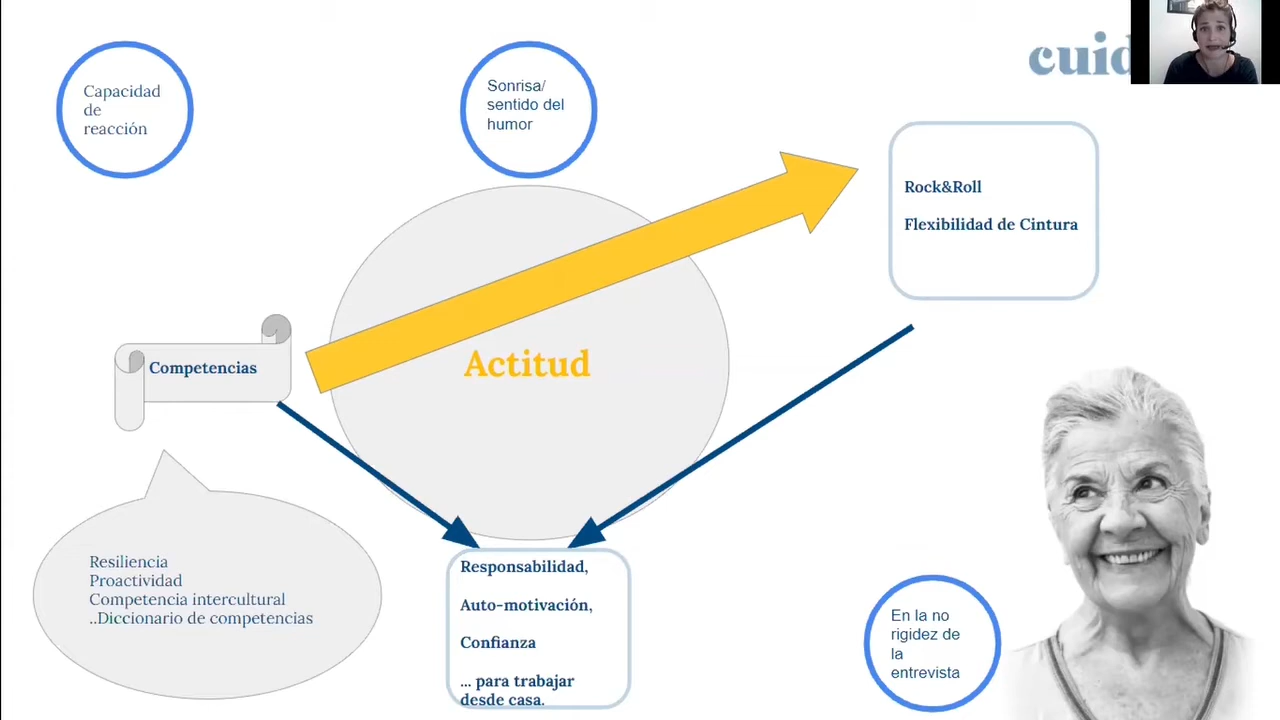 Capacidad
de
reacción
Sonrisa/
sentido del
humor
cuid
Rock&Roll
Flexibilidad de Cintura
Competencias
Actitud
Resiliencia
Proactividad
Competencia intercultural
..Diccionario de competencias
Responsabilidad,
Auto-motivación,
Confianza
... para trabajar
desde casa.
En la no
rigidez de
la
entrevista